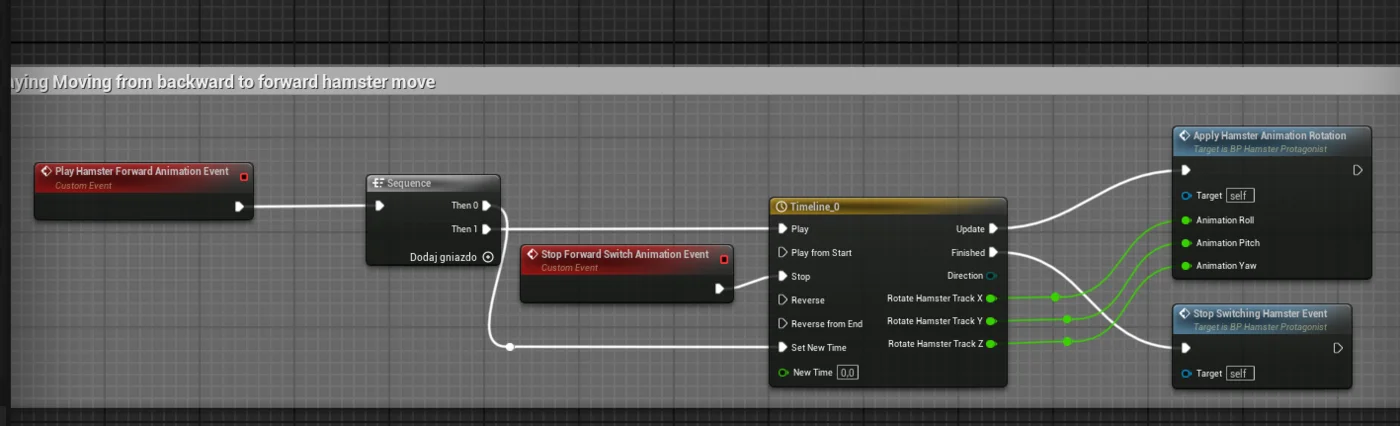 Moving from backward to forward hamster move
Play Hamster Forward Animation Event
Custom Event
Sequence
Then 0
Then 1
Dodaj gniazdo
Stop Forward Switch Animation Event
Custom Event
Timeline_0
Play
Update
Play from Start
Finished
Stop
Direction
Reverse
Rotate Hamster Track X
Reverse from End
Rotate Hamster Track Y
Set New Time
Rotate Hamster Track Z
New Time 0,0
Apply Hamster Animation Rotation
Target is BP Hamster Protagonist
Target self
Animation Roll
Animation Pitch
Animation Yaw
Stop Switching Hamster Event
Target is BP Hamster Protagonist
Target self